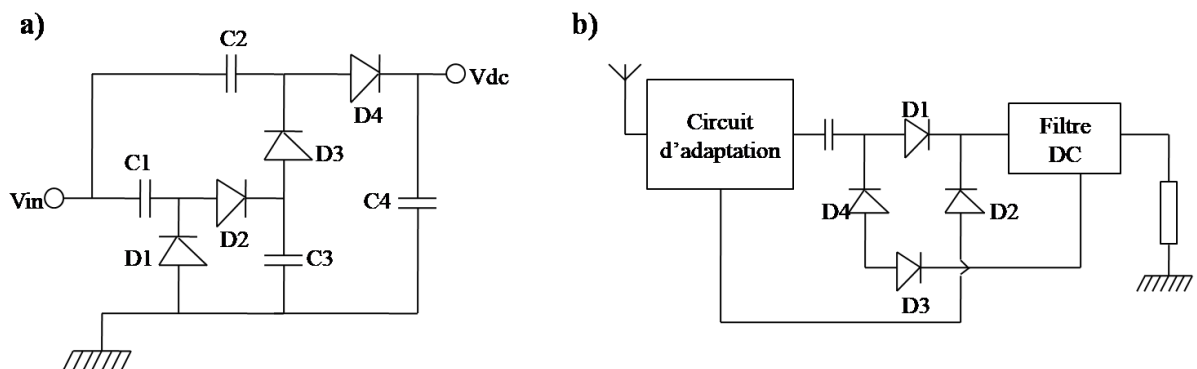 a)
C2
Vdc
D4
D3
C1
Vin
D2
C4
D1
C3
b)
Circuit
d'adaptation
D1
Filtre
DC
D4
D2
D3